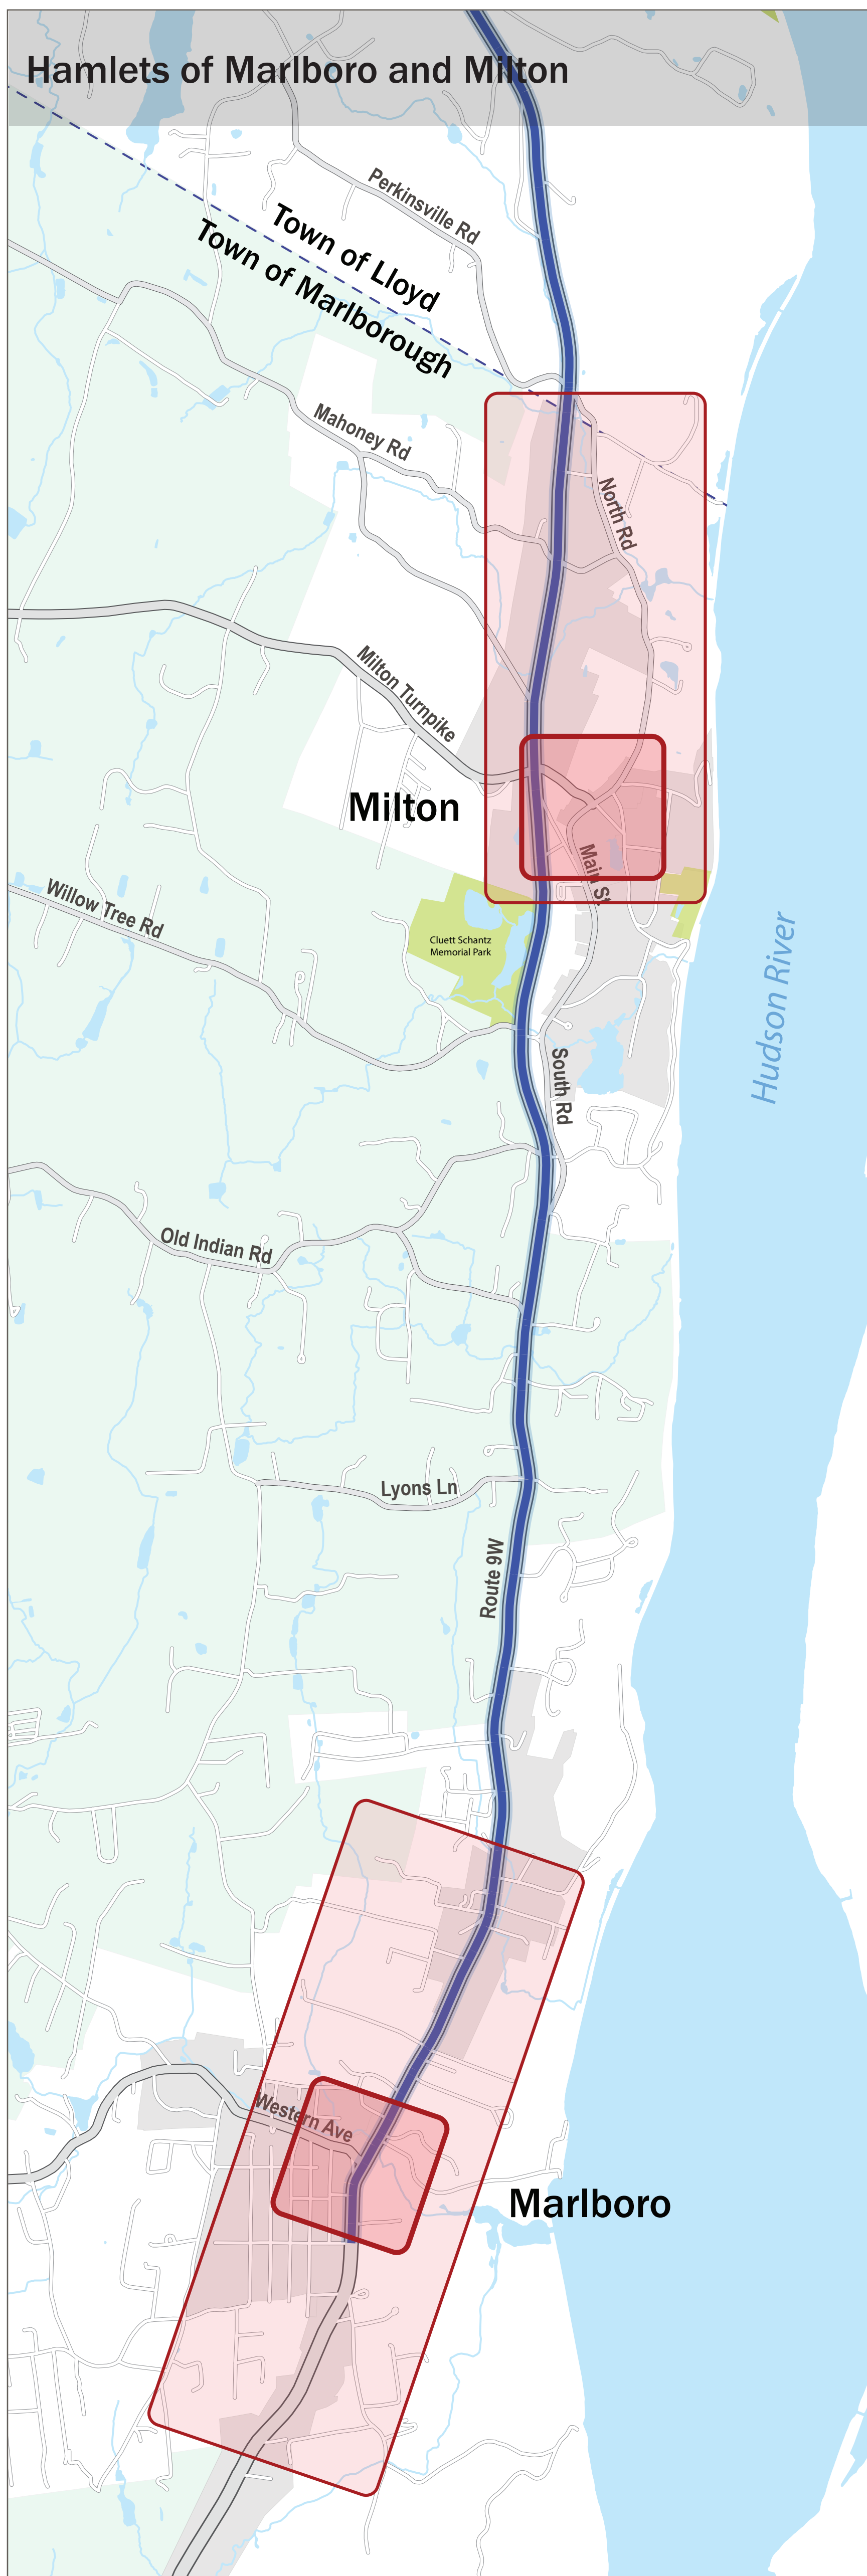 Hamlets of Marlboro and Milton
Perkinsville Rd
Town of Lloyd
Town of Marlborough
Mahoney Rd
North Rd
Milton Turnpike
Milton
Main St
Willow Tree Rd
Cluett Schantz
Memorial Park
Hudson River
South Rd
Old Indian Rd
Lyons Ln
Route 9W
Western Ave
Marlboro